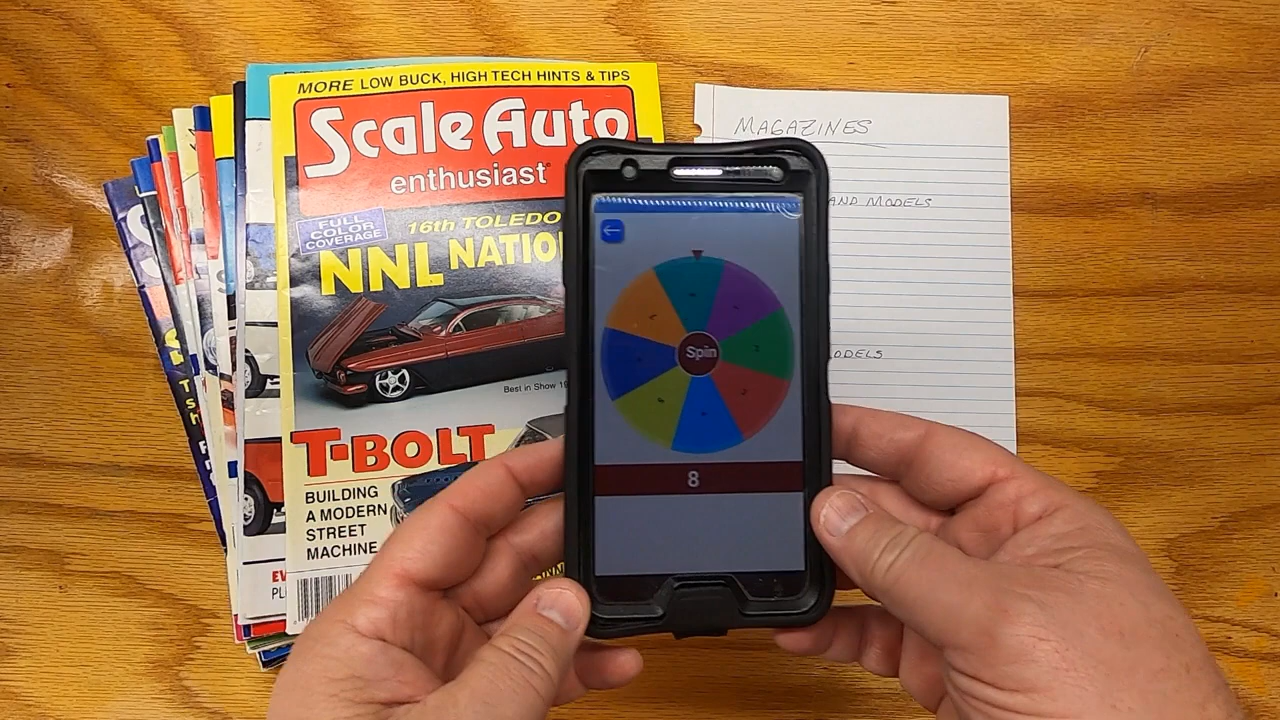 MORE LOW BUCK, HIGH TECH HINTS & TIPS
Scale Auto
enthusiast
FULL
COLOR
COVERAGE
16th TOLEDO
NNL NATIO
Best in Show 19
T-BOLT
BUILDING
A MODERN
STREET
MACHINE
MAGAZINES
AND MODELS
ODELS
Spin
8